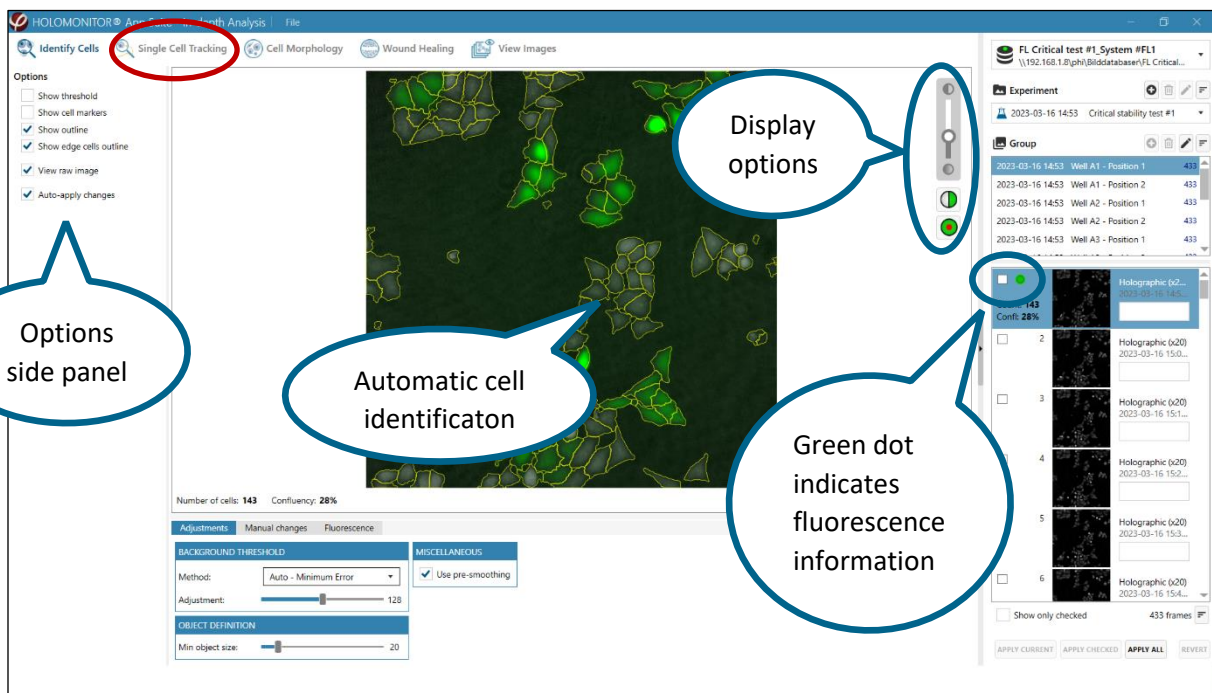 HOLOMONITOR® App Suite - In-depth Analysis | File
Identify Cells Single Cell Tracking Cell Morphology Wound Healing View Images
Options
Show threshold
Show cell markers
Show outline
Show edge cells outline
View raw image
Auto-apply changes
Options
side panel
Automatic cell
identificaton
Display
options
Green dot
indicates
fluorescence
information
Number of cells: 143 Confluency: 28%
Adjustments Manual changes Fluorescence
BACKGROUND THRESHOLD
Method: Auto - Minimum Error
Adjustment: 128
OBJECT DEFINITION
Min object size: 20
MISCELLANEOUS
Use pre-smoothing
FL Critical test #1_System #FL1
\\192.168.1.8\phi\Bilddatabaser\FL Critical...
Experiment
2023-03-16 14:53 Critical stability test #1
Group
2023-03-16 14:53 Well A1 - Position 1 433
2023-03-16 14:53 Well A1 - Position 2 433
2023-03-16 14:53 Well A2 - Position 1 433
2023-03-16 14:53 Well A2 - Position 2 433
2023-03-16 14:53 Well A3 - Position 1 433
Holographic (x2...
2023-03-16 14:5...
143
Confl: 28%
2 Holographic (x20)
2023-03-16 15:0...
3 Holographic (x20)
2023-03-16 15:1...
4 Holographic (x20)
2023-03-16 15:2...
5 Holographic (x20)
2023-03-16 15:3...
6 Holographic (x20)
2023-03-16 15:4...
Show only checked 433 frames
APPLY CURRENT APPLY CHECKED APPLY ALL REVERT